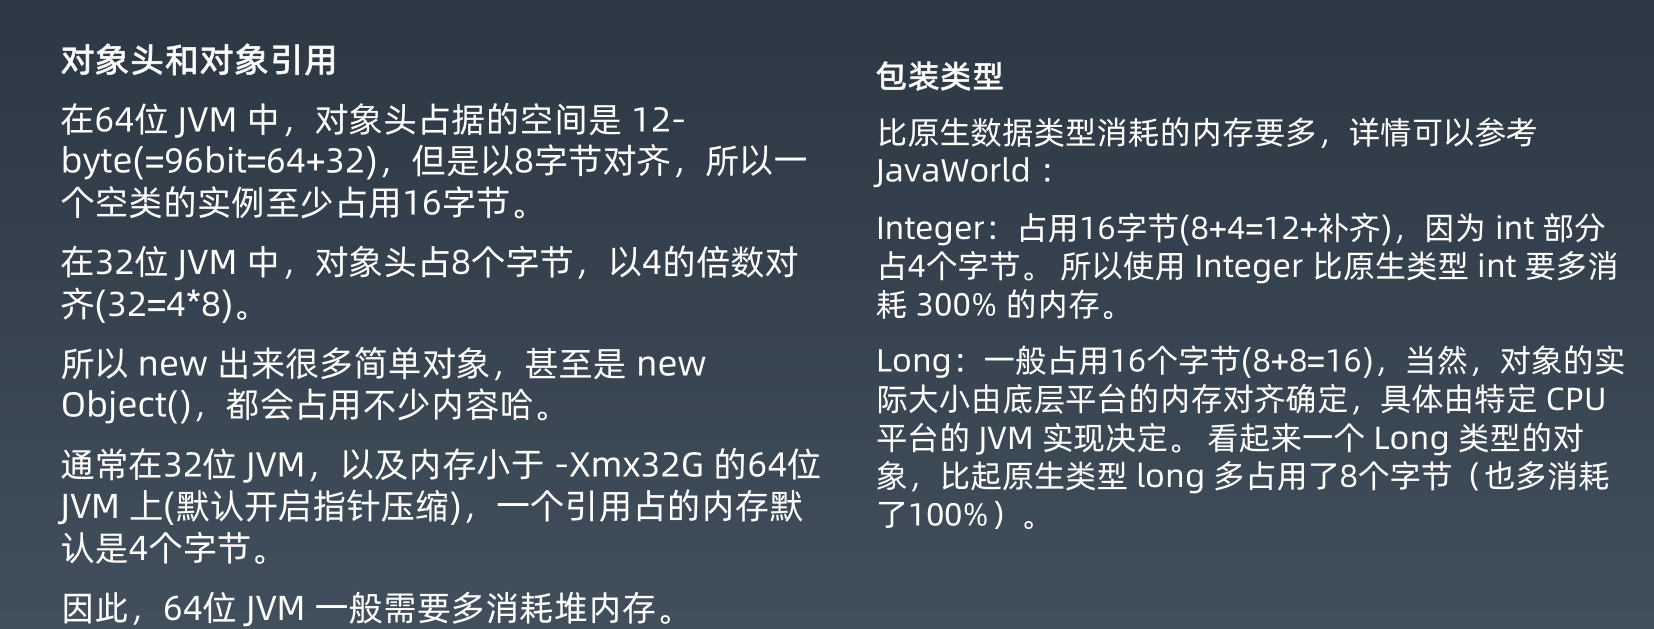 对象头和对象引用
在64位 JVM 中，对象头占据的空间是 12-
byte(=96bit=64+32)，但是以8字节对齐，所以一
个空类的实例至少占用16字节。
在32位 JVM 中，对象头占8个字节，以4的倍数对
齐(32=4*8)。
所以 new 出来很多简单对象，甚至是 new
Object()，都会占用不少内容哈。
通常在32位 JVM，以及内存小于 -Xmx32G 的64位
JVM 上(默认开启指针压缩)，一个引用占的内存默
认是4个字节。
因此，64位 JVM 一般需要多消耗堆内存。
包装类型
比原生数据类型消耗的内存要多，详情可以参考
JavaWorld ：
Integer：占用16字节(8+4=12+补齐)，因为 int 部分
占4个字节。 所以使用 Integer 比原生类型 int 要多消
耗 300% 的内存。
Long：一般占用16个字节(8+8=16)，当然，对象的实
际大小由底层平台的内存对齐确定，具体由特定 CPU
平台的 JVM 实现决定。 看起来一个 Long 类型的对
象，比起原生类型 long 多占用了8个字节（也多消耗
了100%）。